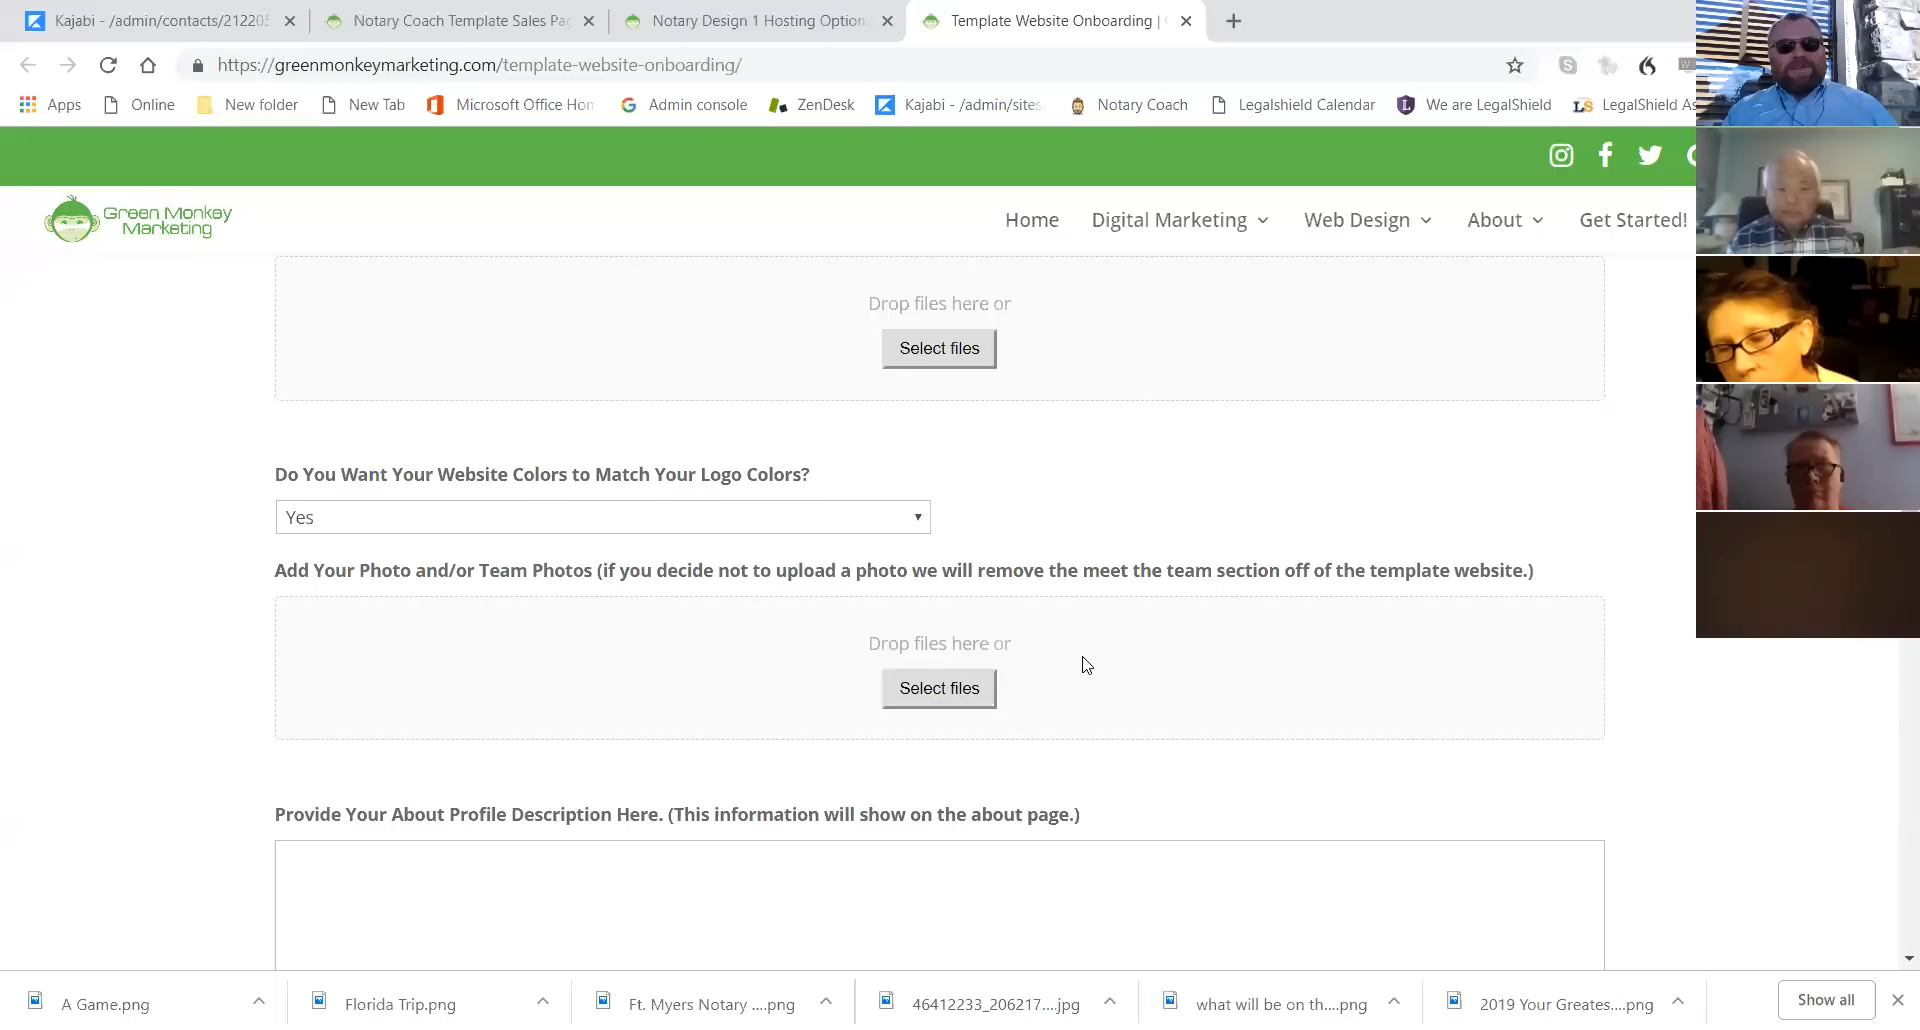 Kajabi - /admin/contacts/212205
Notary Coach Template Sales Pag
Notary Design 1 Hosting Option
Template Website Onboarding |
https://greenmonkeymarketing.com/template-website-onboarding/
Apps
Online
New folder
New Tab
Microsoft Office Hom
Admin console
ZenDesk
Kajabi - /admin/sites
Notary Coach
Legalshield Calendar
We are LegalShield
LegalShield As
Green Monkey
Marketing
Home
Digital Marketing
Web Design
About
Get Started!
Drop files here or
Select files
Do You Want Your Website Colors to Match Your Logo Colors?
Yes
Add Your Photo and/or Team Photos (if you decide not to upload a photo we will remove the meet the team section off of the template website.)
Drop files here or
Select files
Provide Your About Profile Description Here. (This information will show on the about page.)
A Game.png
Florida Trip.png
Ft. Myers Notary ....png
46412233_206217....jpg
what will be on th....png
2019 Your Greates....png
Show all